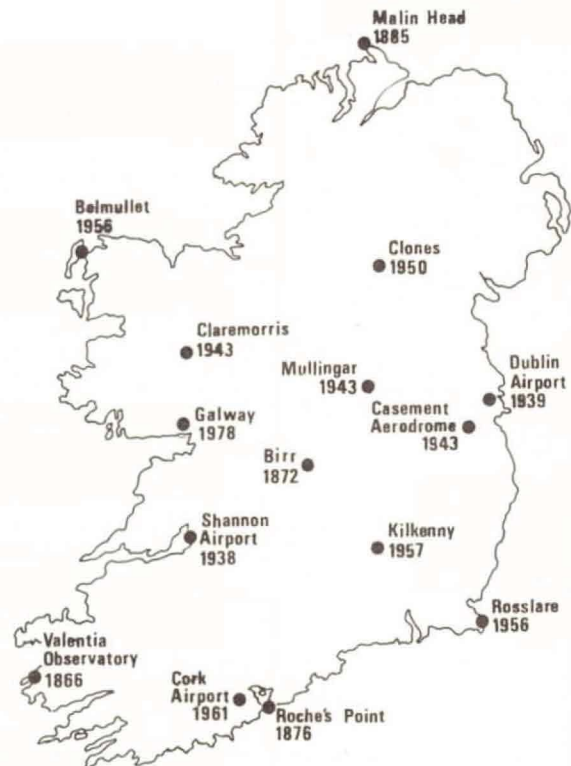 Malin Head
1885
Belmullet
1956
Clones
1950
Claremorris
1943
Mullingar
1943
Dublin
Airport
1939
Galway
1978
Casement
Aerodrome
1943
Birr
1872
Shannon
Airport
1938
Kilkenny
1957
Rosslare
1956
Valentia
Observatory
1866
Cork
Airport
1961
Roche's Point
1876